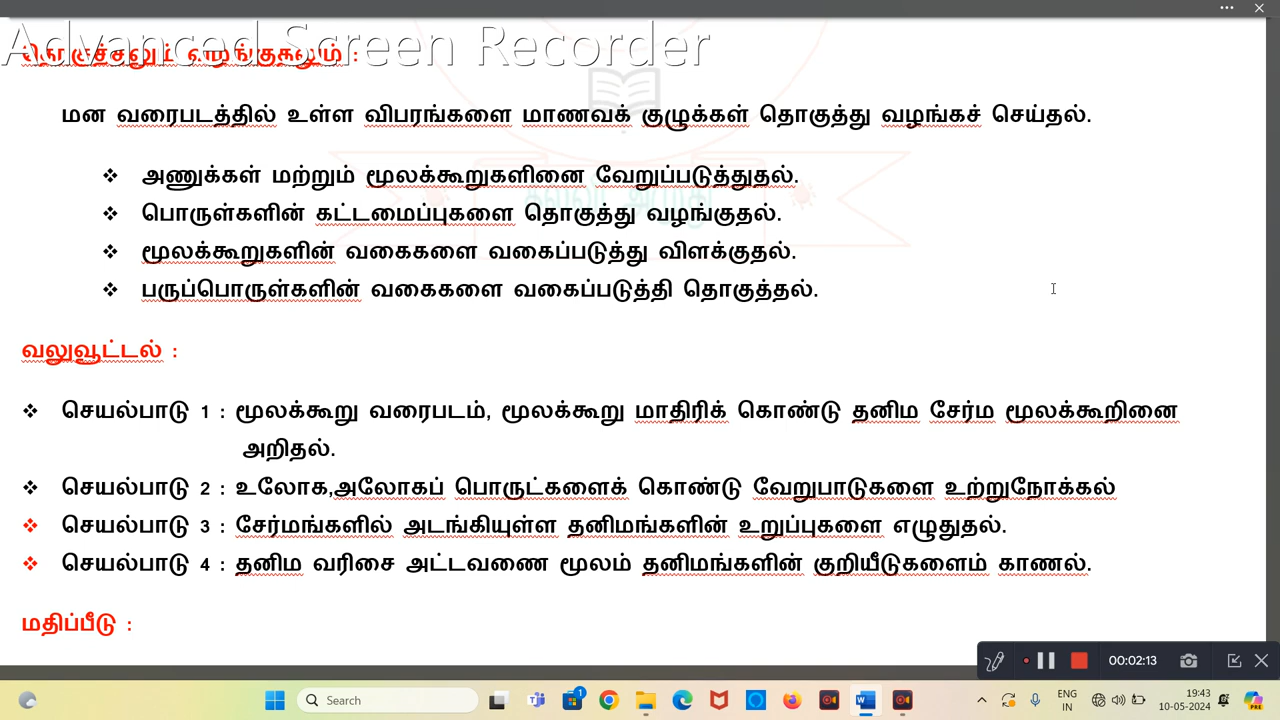 Advanced Screen Recorder
தொகுத்தலும் வழங்குதலும் :
மன வரைபடத்தில் உள்ள விபரங்களை மாணவக் குழுக்கள் தொகுத்து வழங்கச் செய்தல்.
❖ அணுக்கள் மற்றும் மூலக்கூறுகளினை வேறுப்படுத்துதல்.
❖ பொருள்களின் கட்டமைப்புகளை தொகுத்து வழங்குதல்.
❖ மூலக்கூறுகளின் வகைகளை வகைப்படுத்து விளக்குதல்.
❖ பருப்பொருள்களின் வகைகளை வகைப்படுத்தி தொகுத்தல்.
வலுவூட்டல் :
❖ செயல்பாடு 1 : மூலக்கூறு வரைபடம், மூலக்கூறு மாதிரிக் கொண்டு தனிம சேர்ம மூலக்கூறினை
அறிதல்.
❖ செயல்பாடு 2 : உலோக,அலோகப் பொருட்களைக் கொண்டு வேறுபாடுகளை உற்றுநோக்கல்
❖ செயல்பாடு 3 : சேர்மங்களில் அடங்கியுள்ள தனிமங்களின் உறுப்புகளை எழுதுதல்.
❖ செயல்பாடு 4 : தனிம வரிசை அட்டவணை மூலம் தனிமங்களின் குறியீடுகளைம் காணல்.
மதிப்பீடு :
00:02:13
Search
1
ENG
IN
19:43
10-05-2024
PRE